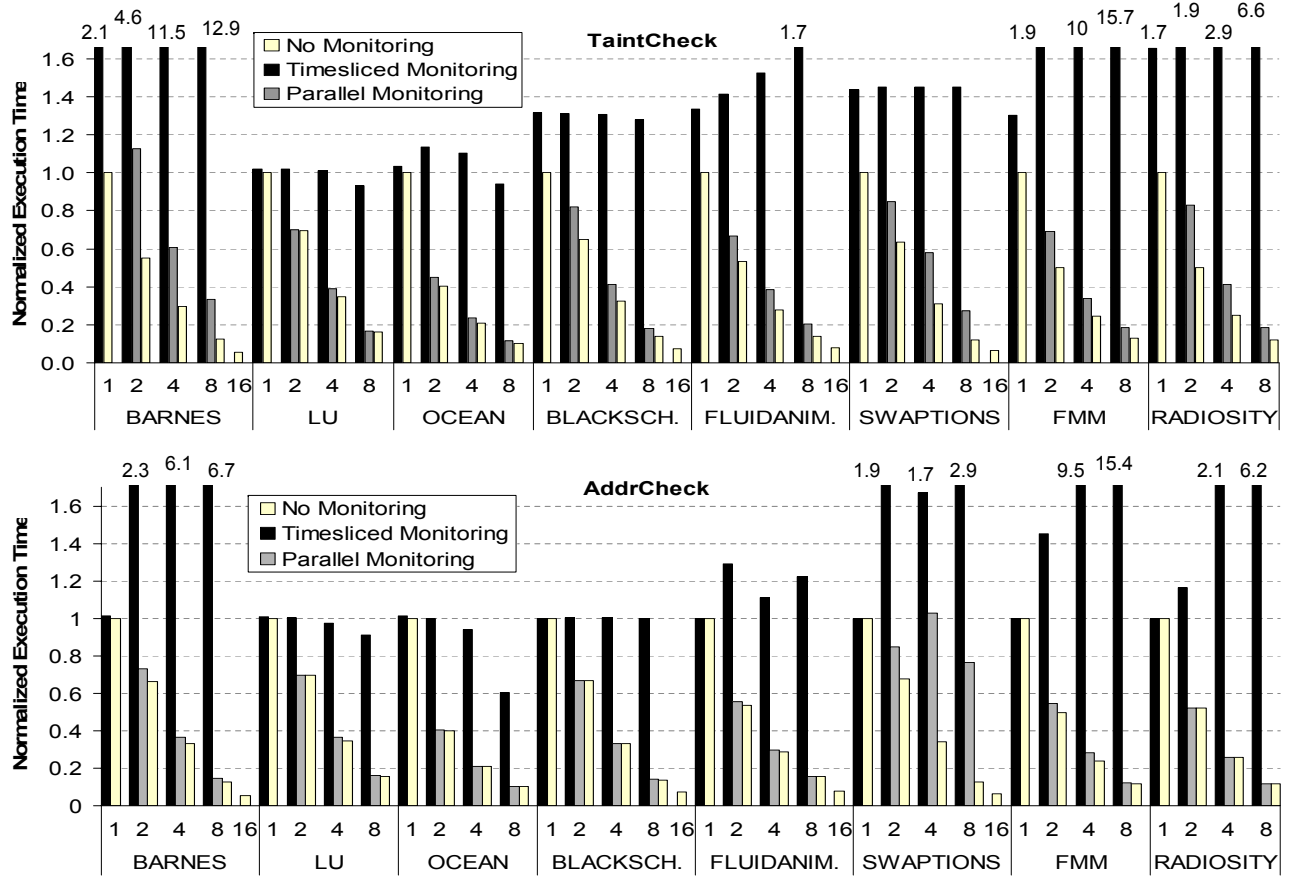 2.1 4.6 11.5 12.9 1.7 1.9 10 15.7 1.7 1.9 2.9 6.6
TaintCheck
No Monitoring
Timesliced Monitoring
Parallel Monitoring
Normalized Execution Time
1.6
1.4
1.2
1.0
0.8
0.6
0.4
0.2
0.0
1 2 4 8 16 1 2 4 8 1 2 4 8 1 2 4 8 16 1 2 4 8 16 1 2 4 8 16 1 2 4 8 1 2 4 8
BARNES LU OCEAN BLACKSCH. FLUIDANIM. SWAPTIONS FMM RADIOSITY
2.3 6.1 6.7 1.9 1.7 2.9 9.5 15.4 2.1 6.2
AddrCheck
No Monitoring
Timesliced Monitoring
Parallel Monitoring
Normalized Execution Time
1.6
1.4
1.2
1
0.8
0.6
0.4
0.2
0
1 2 4 8 16 1 2 4 8 1 2 4 8 1 2 4 8 16 1 2 4 8 16 1 2 4 8 16 1 2 4 8 1 2 4 8
BARNES LU OCEAN BLACKSCH. FLUIDANIM. SWAPTIONS FMM RADIOSITY